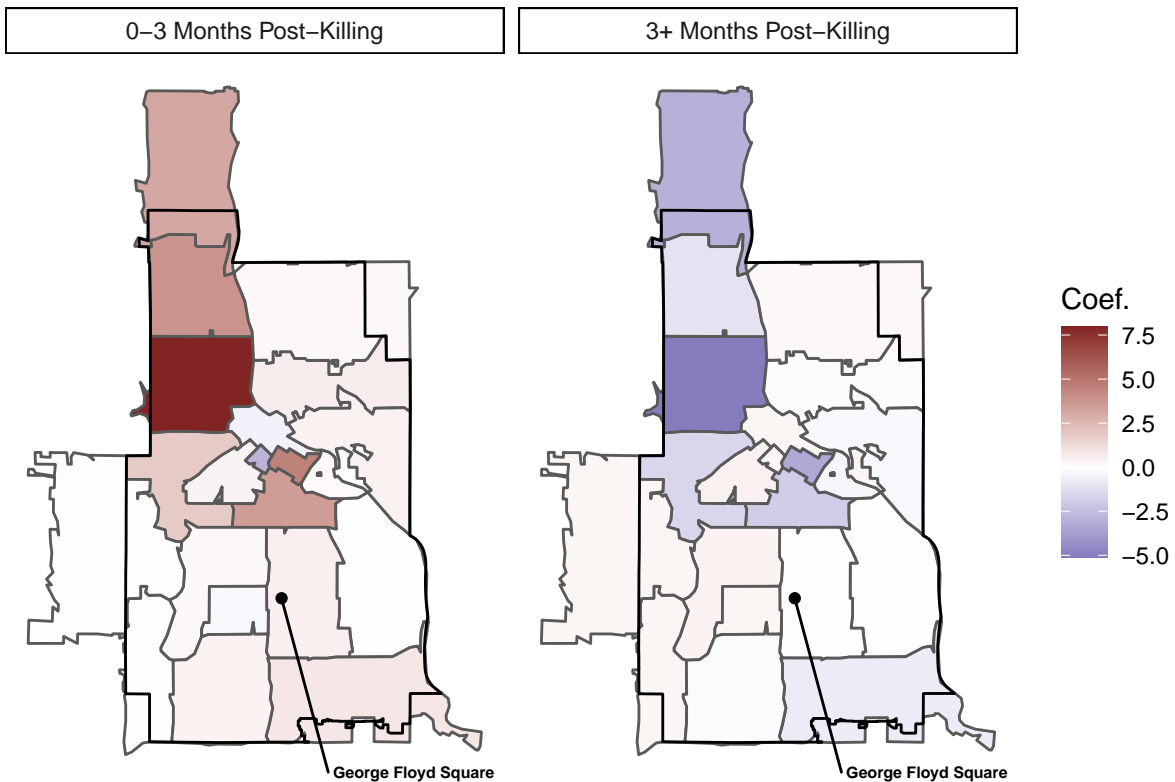 0−3 Months Post−Killing
3+ Months Post−Killing
Coef.
7.5
5.0
2.5
0.0
−2.5
−5.0
George Floyd Square
George Floyd Square